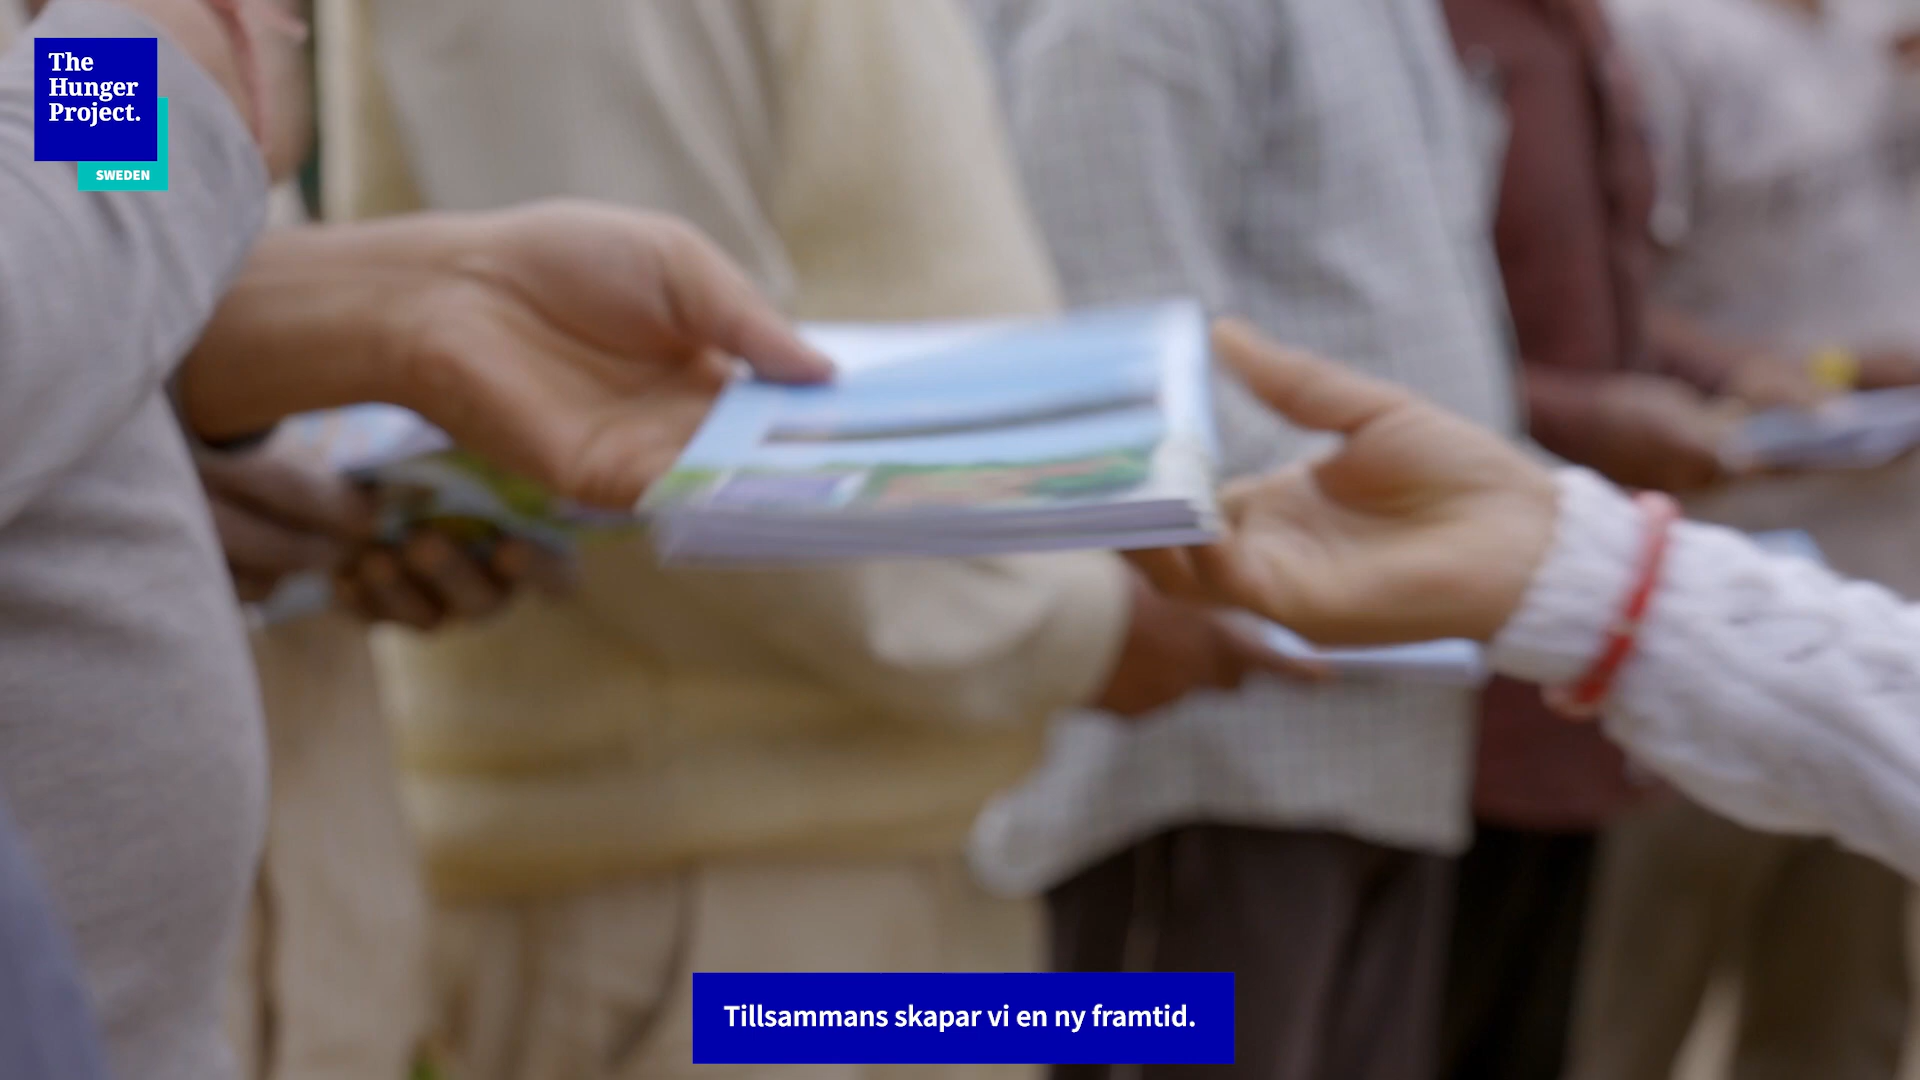 The
Hunger
Project.
SWEDEN
Tillsammans skapar vi en ny framtid.